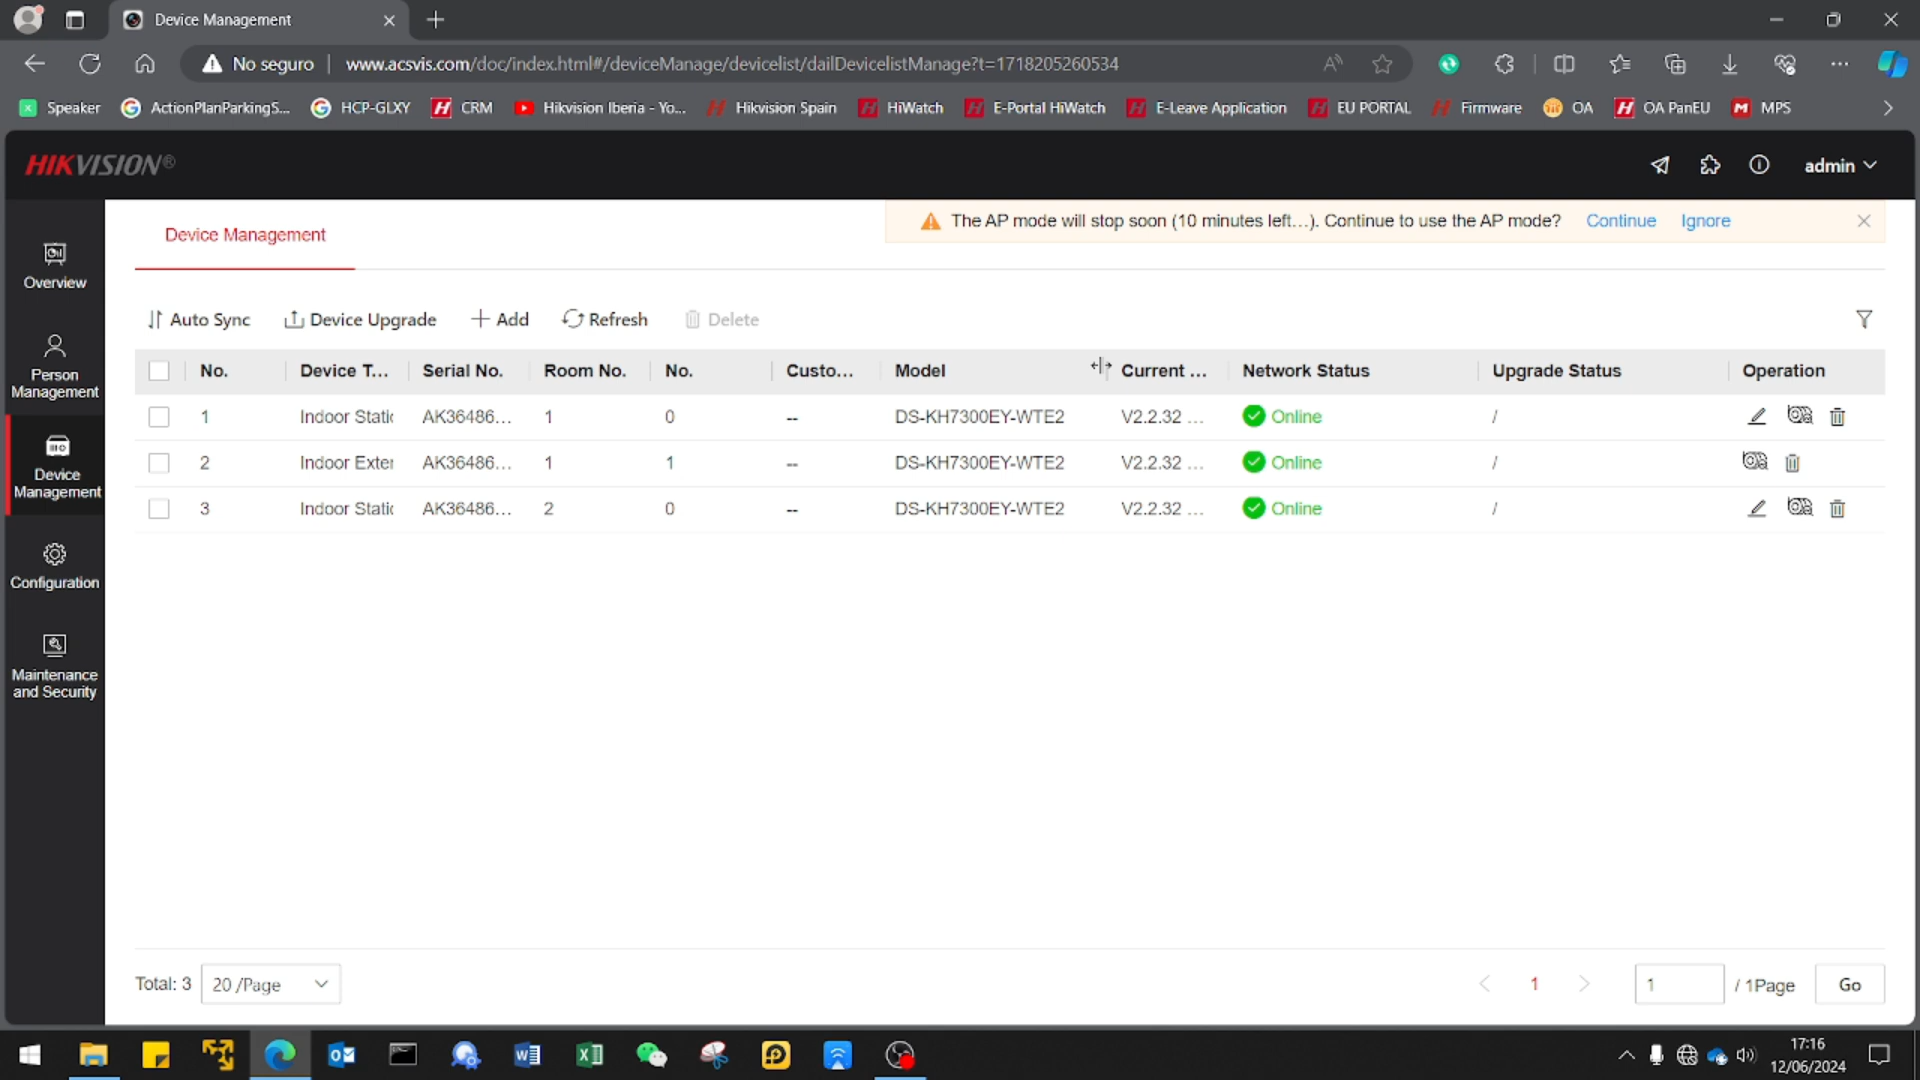 Device Management
No seguro
www.acsvis.com/doc/index.html#/deviceManage/devicelist/dailDevicelistManage?t=1718205260534
Speaker
ActionPlanParkingS...
HCP-GLXY
CRM
Hikvision Iberia - Yo...
Hikvision Spain
HiWatch
E-Portal HiWatch
E-Leave Application
EU PORTAL
Firmware
OA
OA PanEU
MPS
HIKVISION®
admin
Overview
Person
Management
Device
Management
Configuration
Maintenance
and Security
Device Management
The AP mode will stop soon (10 minutes left...). Continue to use the AP mode? Continue Ignore
Auto Sync Device Upgrade Add Refresh Delete
No. Device T... Serial No. Room No. No. Custo... Model Current ... Network Status Upgrade Status Operation
1 Indoor Static AK36486... 1 0 -- DS-KH7300EY-WTE2 V2.2.32 ... Online /
2 Indoor Exter AK36486... 1 1 -- DS-KH7300EY-WTE2 V2.2.32 ... Online /
3 Indoor Static AK36486... 2 0 -- DS-KH7300EY-WTE2 V2.2.32 ... Online /
Total: 3 20 /Page 1 1 / 1Page Go
17:16
12/06/2024